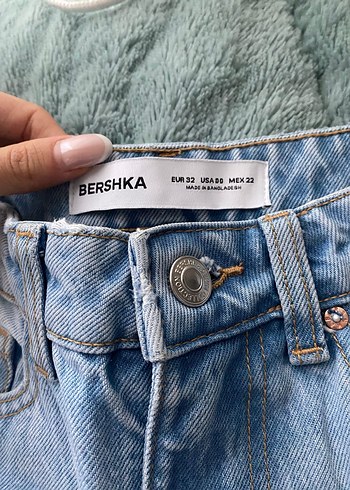 BERSHKA
EUR 32 USA 00 MEX 22
MADE IN BANGLADESH